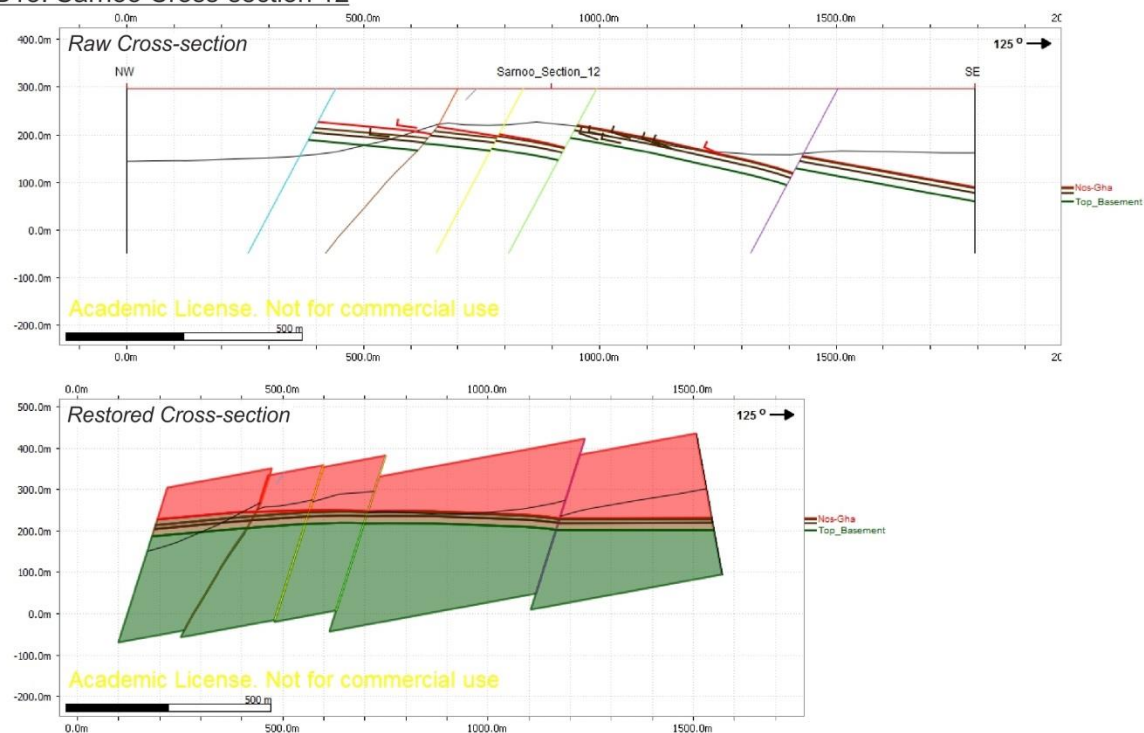 Sarnoo Cross-section 12
0.0m 500.0m 1000.0m 1500.0m
400.0m
Raw Cross-section
125 °
300.0m
NW Sarnoo_Section_12 SE
200.0m
100.0m
Nos-Gha
Top_Basement
0.0m
-100.0m
Academic License. Not for commercial use
-200.0m
500 m
0.0m 500.0m 1000.0m 1500.0m
0.0m 500.0m 1000.0m 1500.0m
500.0m
Restored Cross-section
125 °
400.0m
300.0m
Nos-Gha
200.0m
Top_Basement
100.0m
0.0m
-100.0m
Academic License. Not for commercial use
-200.0m
500 m
0.0m 500.0m 1000.0m 1500.0m